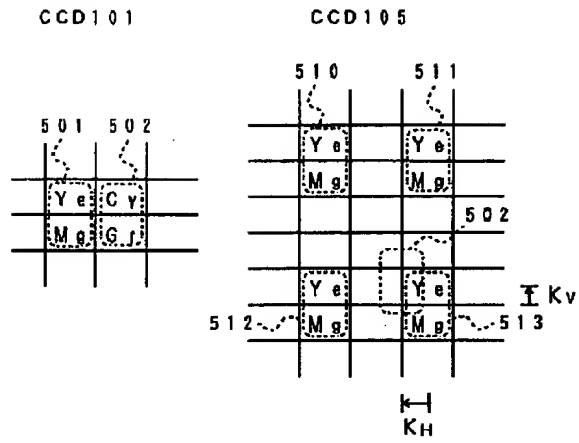 CCD101 CCD105
510 511
501 502
Ye Ye
Mg Mg
Ye Cy
Mg Gr
502
Ye Ye
Mg Mg
KV
512 513
KH